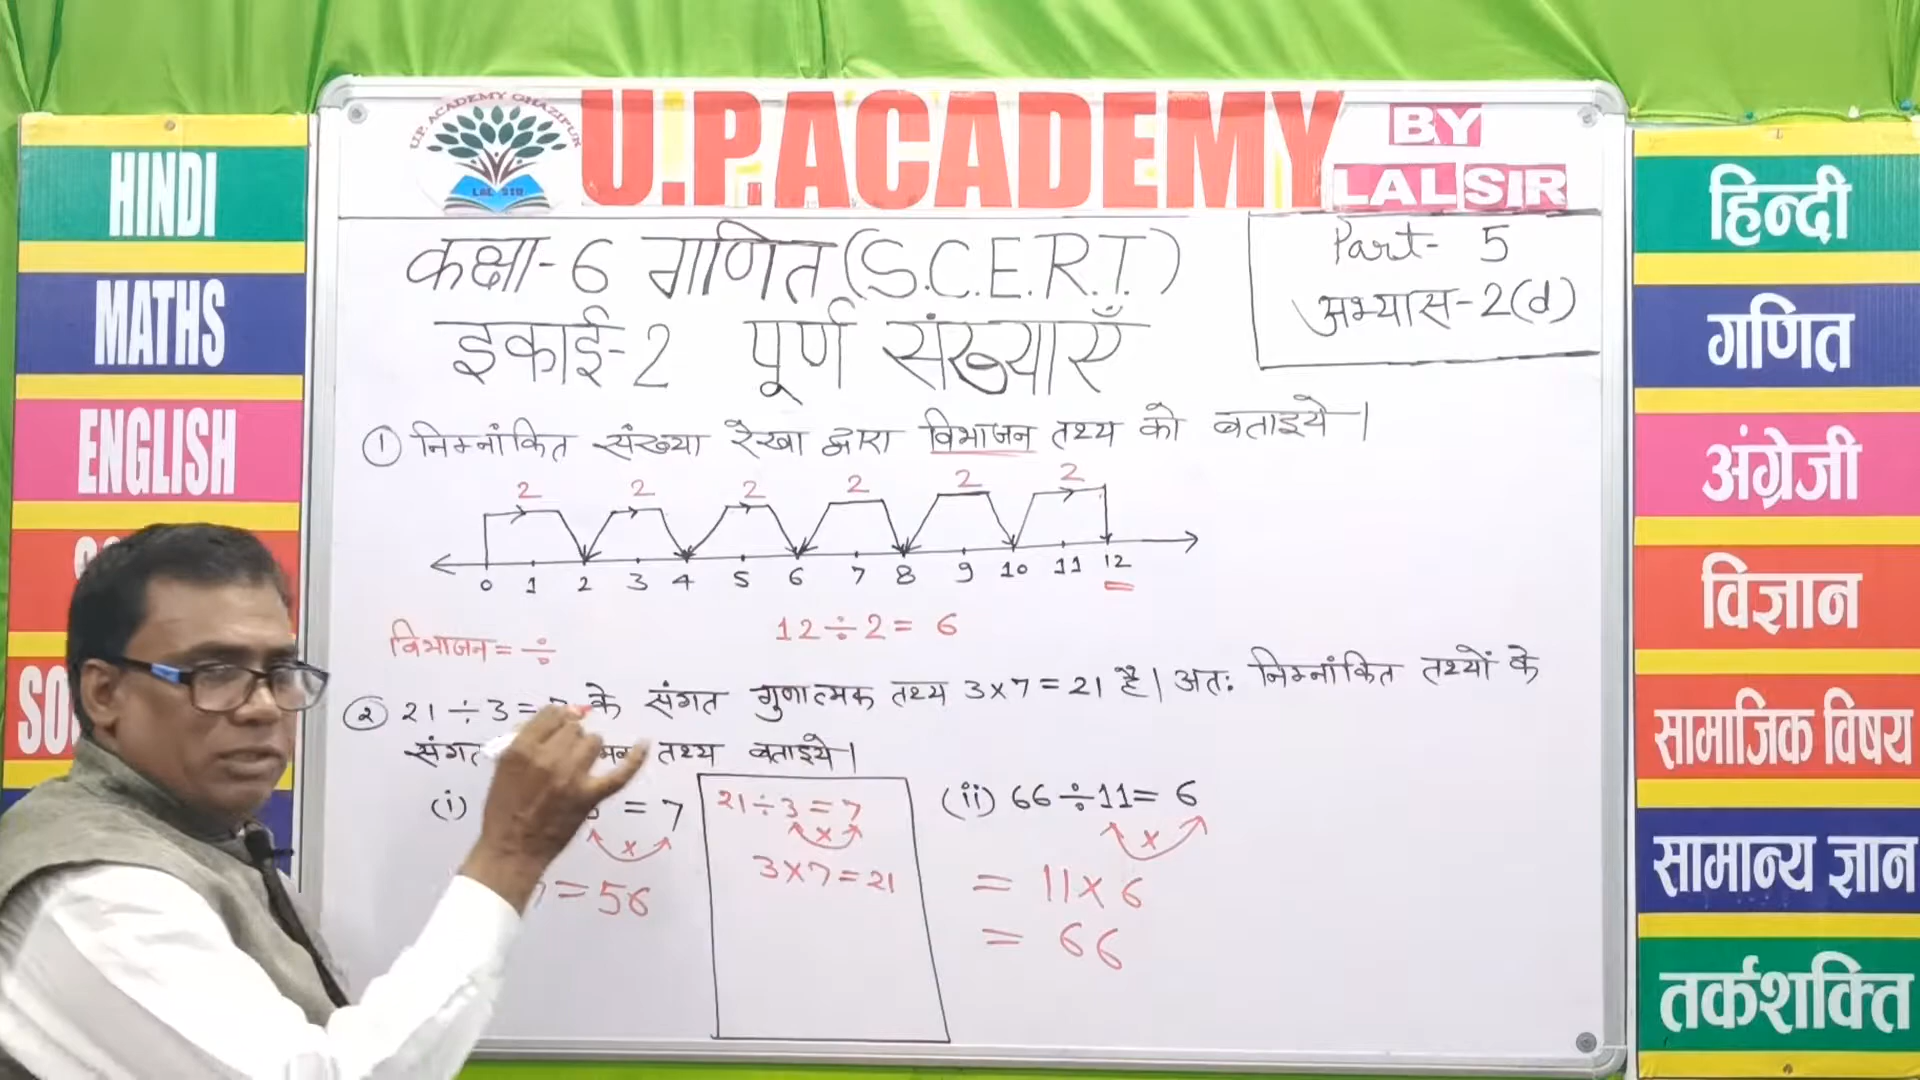 U.P. ACADEMY GHAZIPUR
LAL SIR
U.P.ACADEMY
BY
LAL SIR
कक्षा-6 गणित (S.C.E.R.T.)
इकाई-2 पूर्ण संख्याएँ
Part- 5
अभ्यास-2(d)
① निम्नांकित संख्या रेखा द्वारा विभाजन तथ्य को बताइये।
2 2 2 2 2 2
0 1 2 3 4 5 6 7 8 9 10 11 12
विभाजन = ÷
12÷2= 6
② 21÷3= के संगत गुणात्मक तथ्य 3×7=21 है। अतः निम्नांकित तथ्यों के
तथ्य बताइये।
(i) = 7
×
=56
21÷3=7
×
3×7=21
(ii) 66÷11= 6
×
= 11×6
= 66
HINDI
MATHS
ENGLISH
हिन्दी
गणित
अंग्रेजी
विज्ञान
सामाजिक विषय
सामान्य ज्ञान
तर्कशक्ति